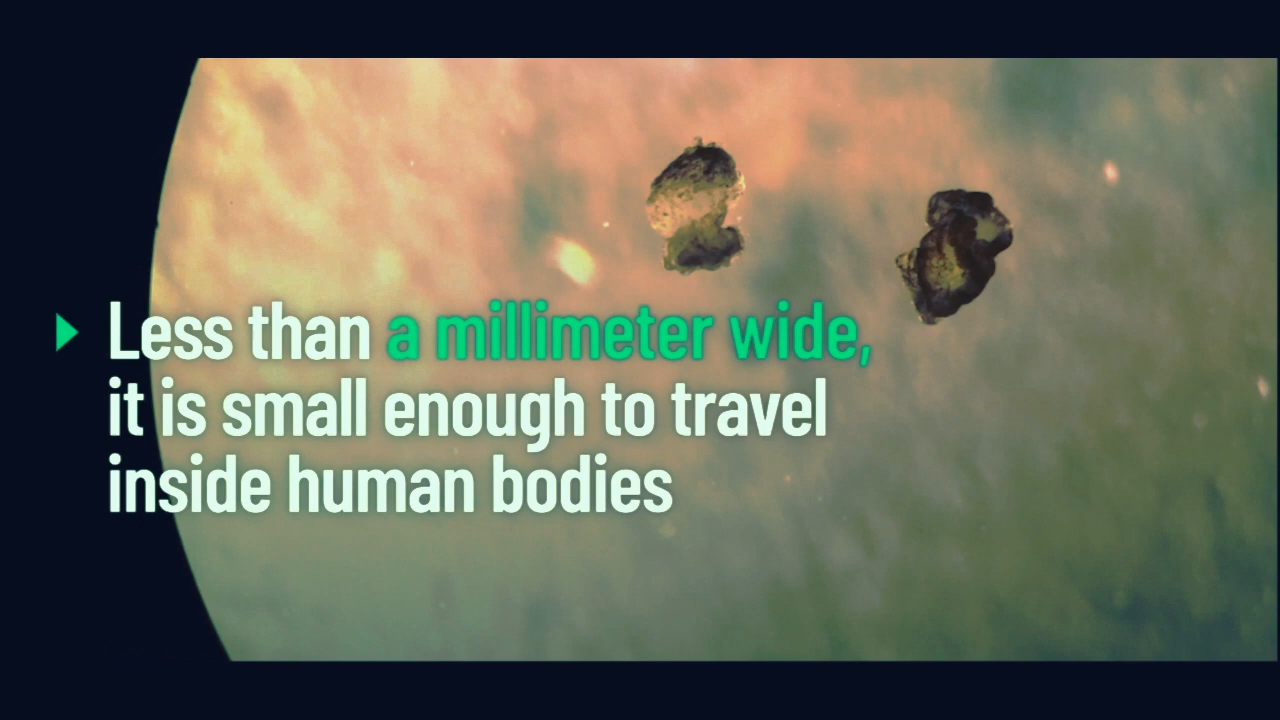 Less than a millimeter wide,
it is small enough to travel
inside human bodies